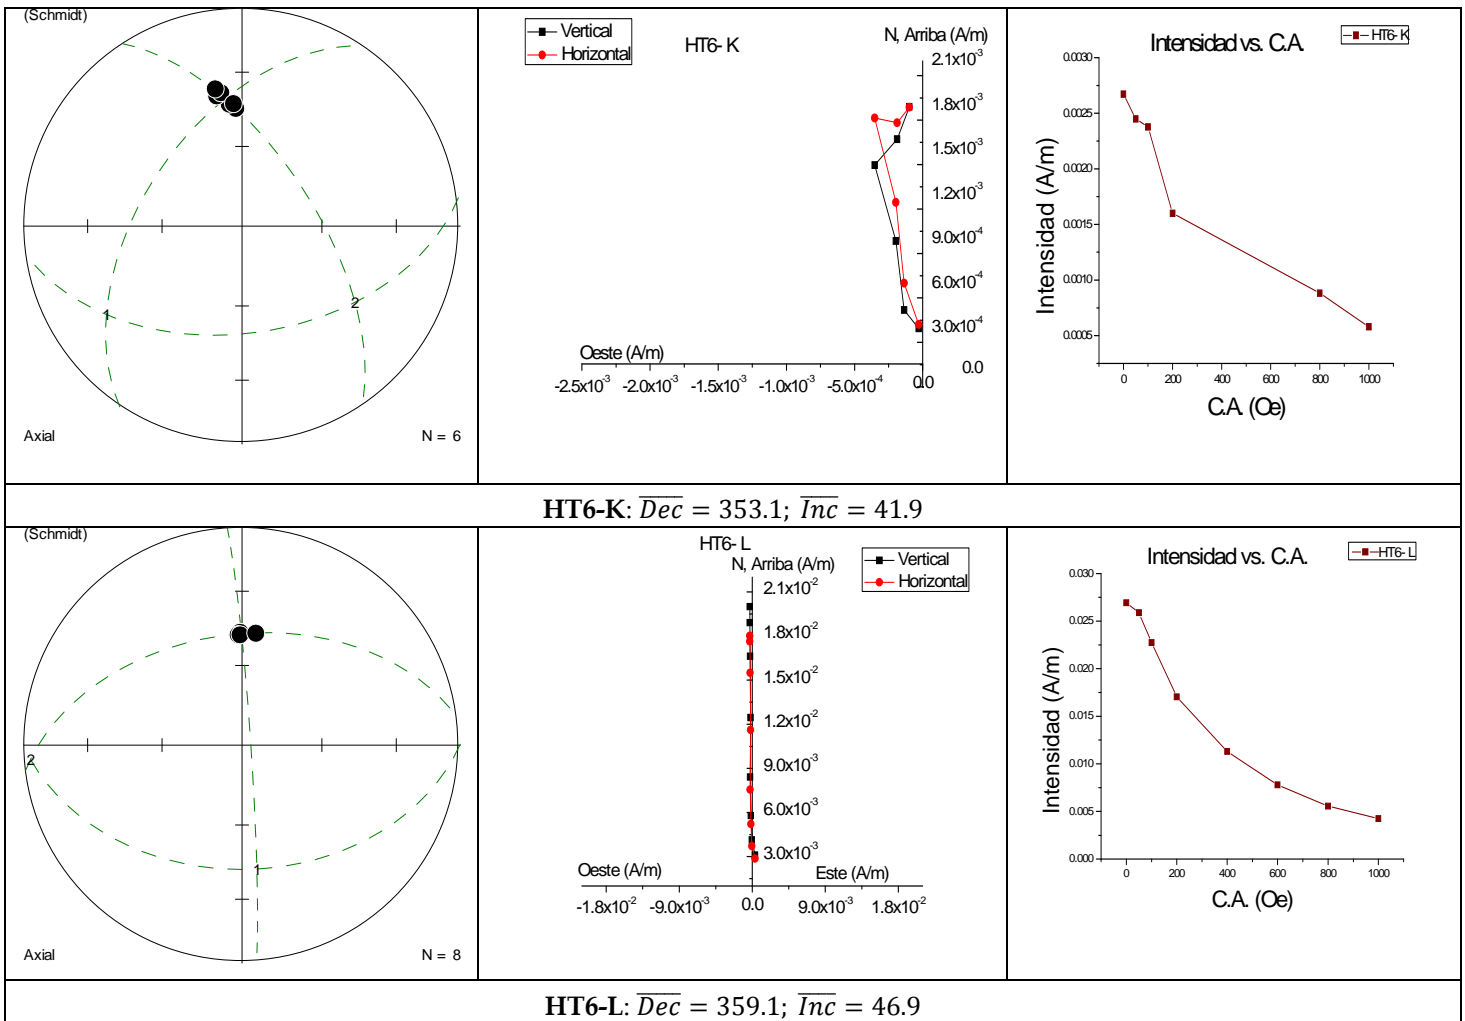 (Schmidt)
1
2
Axial
N = 6
Vertical
Horizontal
HT6- K
N, Arriba (A/m)
2.1x10⁻³
1.8x10⁻³
1.5x10⁻³
1.2x10⁻³
9.0x10⁻⁴
6.0x10⁻⁴
3.0x10⁻⁴
0.0
Oeste (A/m)
-2.5x10⁻³ -2.0x10⁻³ -1.5x10⁻³ -1.0x10⁻³ -5.0x10⁻⁴ 0.0
Intensidad vs. C.A.
HT6- K
Intensidad (A/m)
0.0030
0.0025
0.0020
0.0015
0.0010
0.0005
0 200 400 600 800 1000
C.A. (Oe)
HT6-K: Dec = 353.1; Inc = 41.9
(Schmidt)
2
1
Axial
N = 8
HT6- L
N, Arriba (A/m)
Vertical
Horizontal
2.1x10⁻²
1.8x10⁻²
1.5x10⁻²
1.2x10⁻²
9.0x10⁻³
6.0x10⁻³
3.0x10⁻³
Oeste (A/m)
Este (A/m)
-1.8x10⁻² -9.0x10⁻³ 0.0 9.0x10⁻³ 1.8x10⁻²
Intensidad vs. C.A.
HT6- L
Intensidad (A/m)
0.030
0.025
0.020
0.015
0.010
0.005
0.000
0 200 400 600 800 1000
C.A. (Oe)
HT6-L: Dec = 359.1; Inc = 46.9